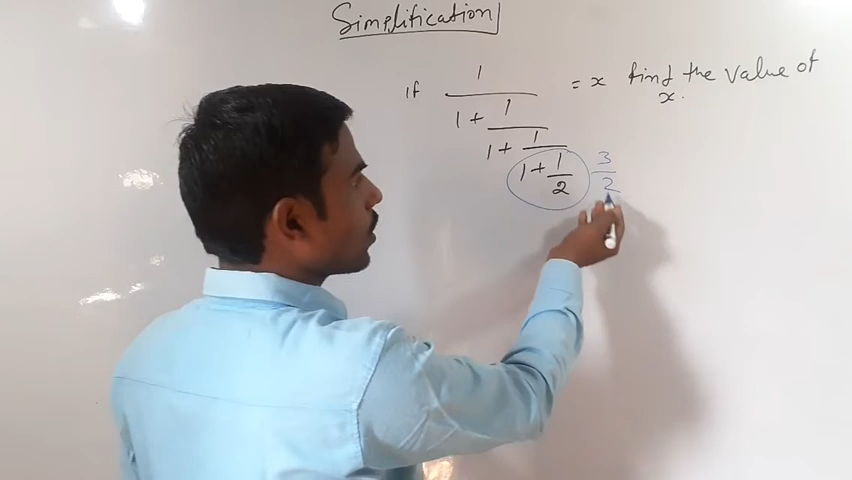 Simplification
If 1 = x find the value of
1 + 1 x.
1 + 1
1 + 1 3
2 2